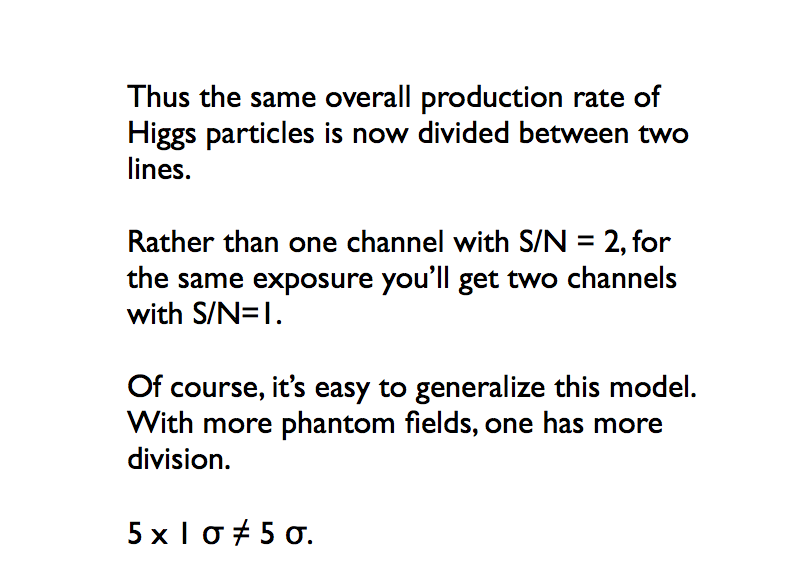 Thus the same overall production rate of
Higgs particles is now divided between two
lines.
Rather than one channel with S/N = 2, for
the same exposure you’ll get two channels
with S/N=1.
Of course, it’s easy to generalize this model.
With more phantom fields, one has more
division.
5 x 1 σ ≠ 5 σ.